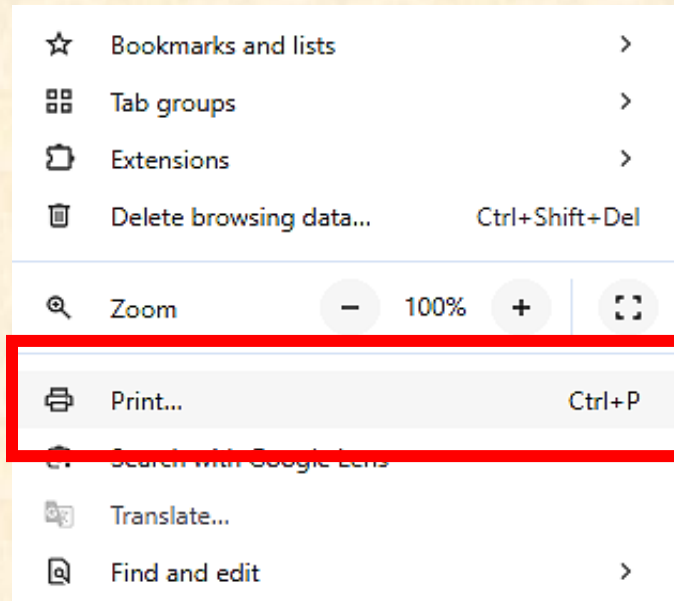 Bookmarks and lists
Tab groups
Extensions
Delete browsing data... Ctrl+Shift+Del
Zoom 100%
Print... Ctrl+P
Search with Google Lens
Translate...
Find and edit